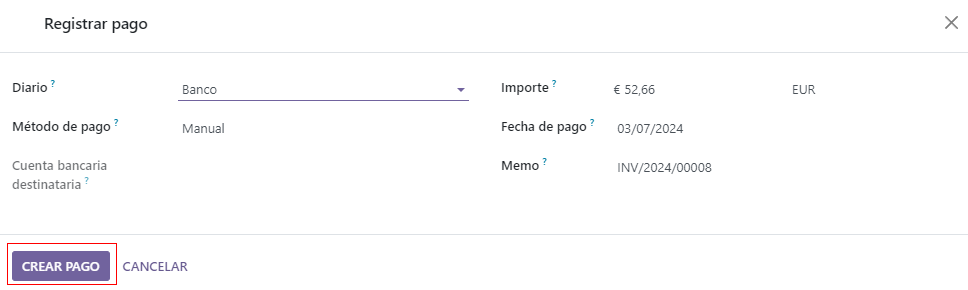 Registrar pago
Diario ?
Banco
Importe ?
€ 52,66
EUR
Método de pago ?
Manual
Fecha de pago ?
03/07/2024
Cuenta bancaria
destinataria ?
Memo ?
INV/2024/00008
CREAR PAGO
CANCELAR